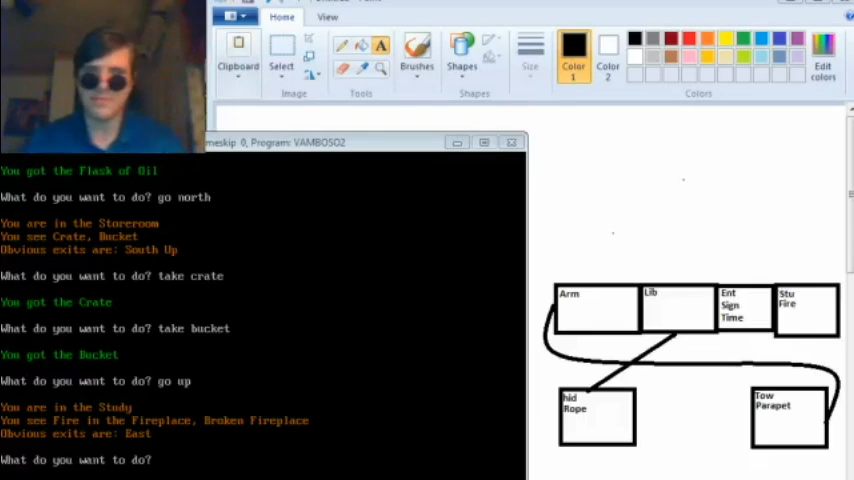 Home
View
Clipboard
Select
Brushes
Shapes
Size
Color
1
Color
2
Edit
colors
Image
Tools
Shapes
Colors
meskip 0, Program: VAMBOSO2
You got the Flask of Oil
What do you want to do? go north
You are in the Storeroom
You see Crate, Bucket
Obvious exits are: South Up
What do you want to do? take crate
You got the Crate
What do you want to do? take bucket
You got the Bucket
What do you want to do? go up
You are in the Study
You see Fire in the Fireplace, Broken Fireplace
Obvious exits are: East
What do you want to do?
Arm
Lib
Ent
Sign
Time
Stu
Fire
hid
Rope
Tow
Parapet